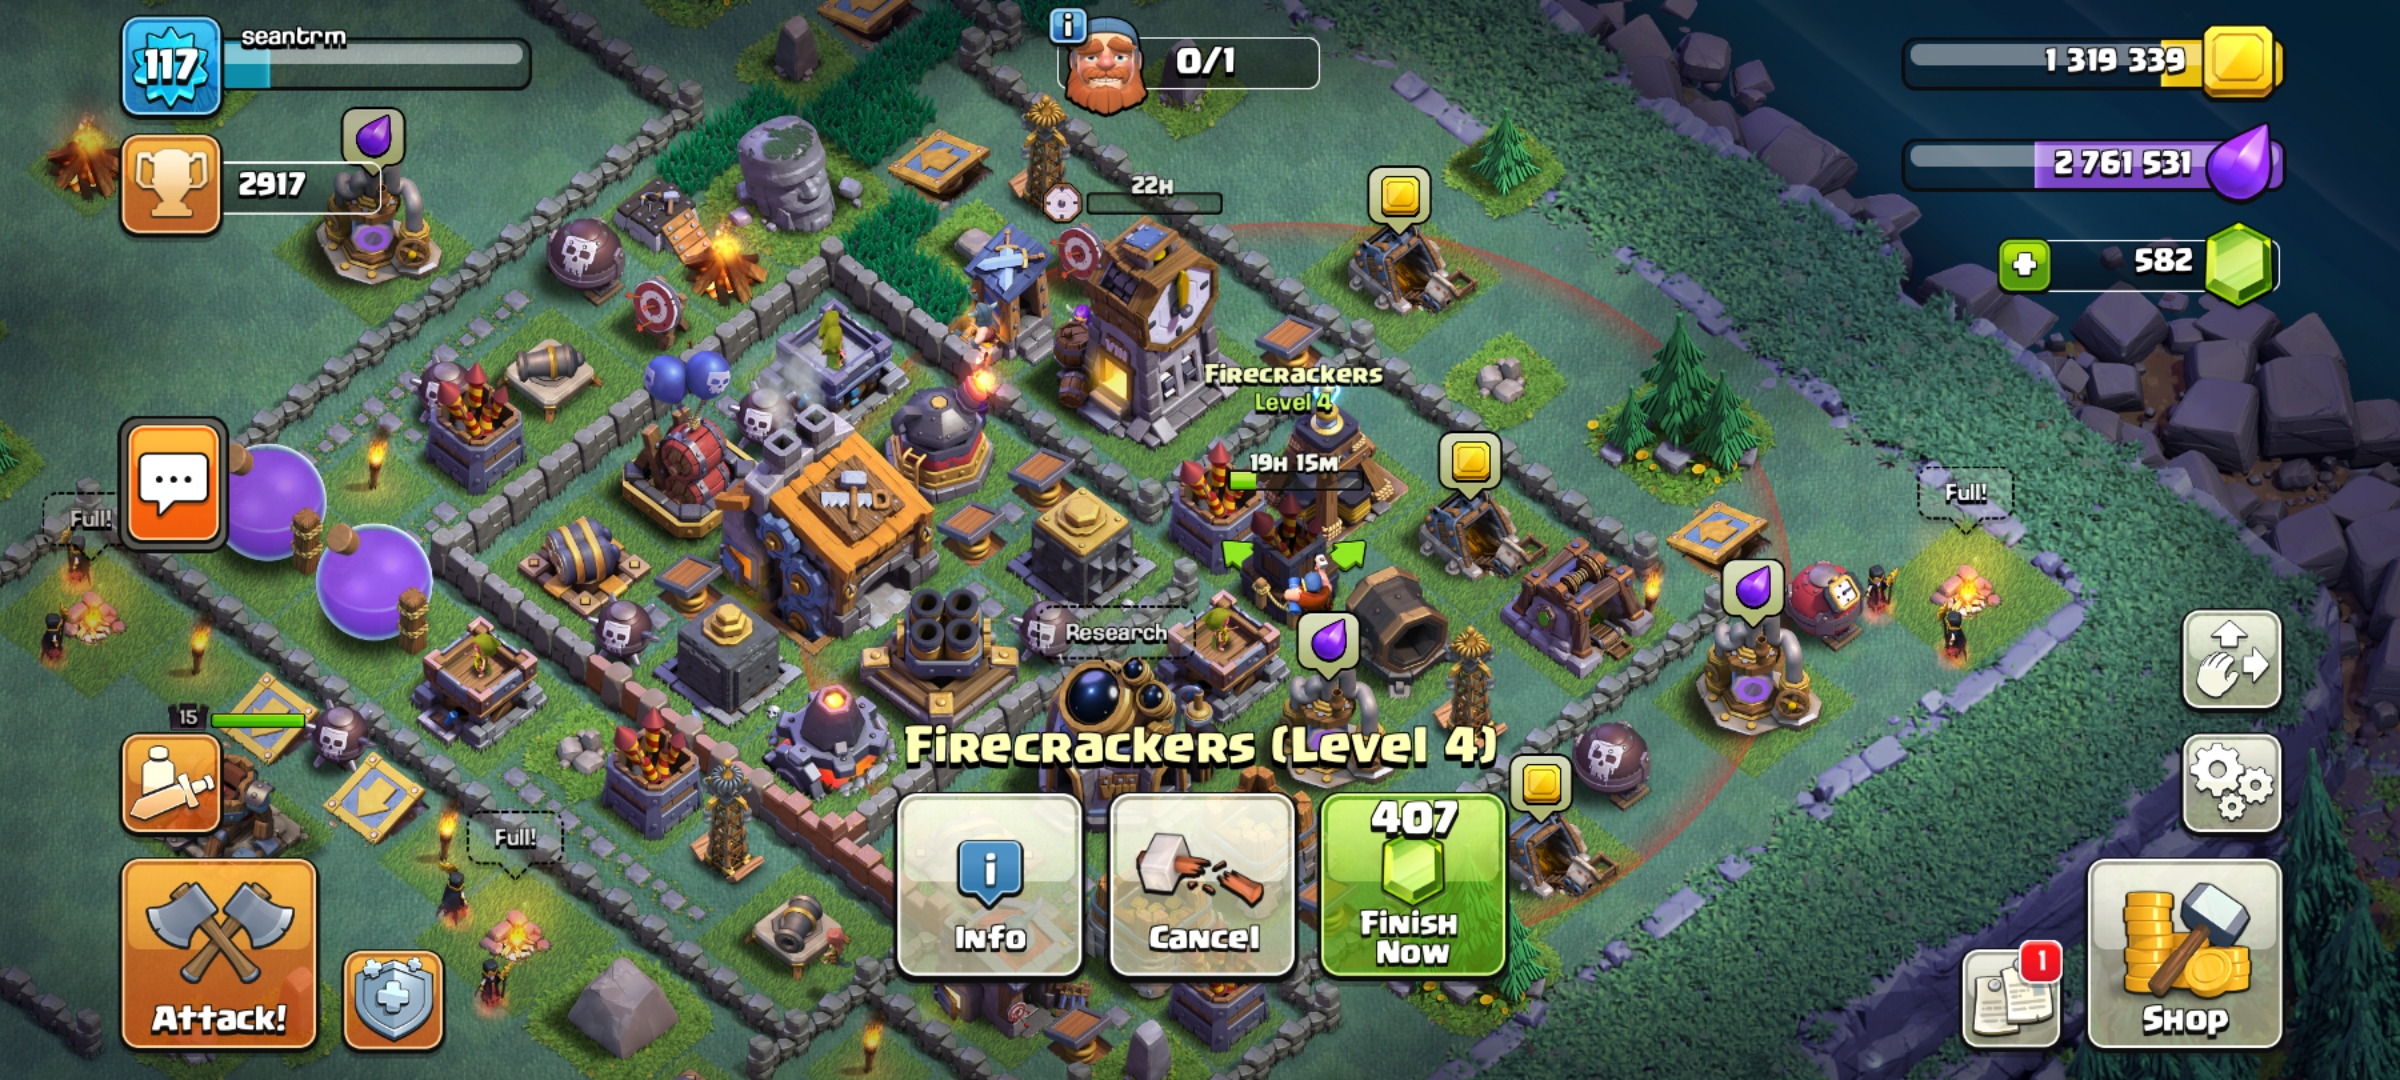 117
seantrm
0/1
1 319 339
2917
22H
2 761 531
582
Firecrackers
Level 4
19H 15M
Full!
Full!
Research
15
Firecrackers (Level 4)
Full!
407
Info
Cancel
Finish
Now
Attack!
1
Shop